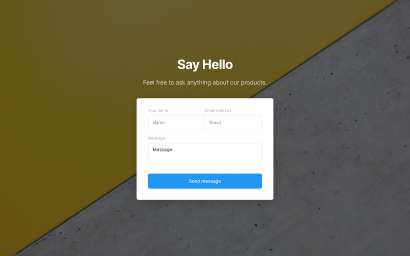 Say Hello
Feel free to ask anything about our products.
Your name
Email address
Name
Email
Message
Message
Send message